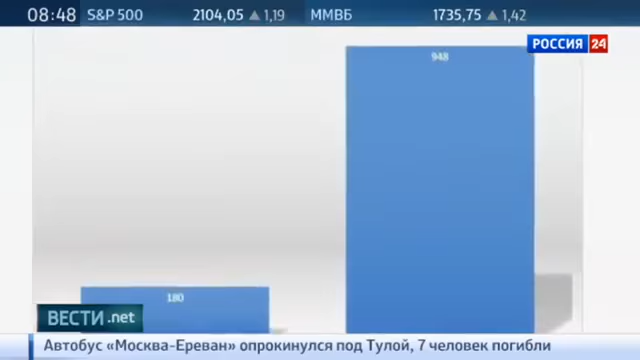 08:48 S&P 500 2104,05 ▲ 1,19 ММВБ 1735,75 ▲ 1,42
РОССИЯ 24
948
180
ВЕСТИ.net
Автобус «Москва-Ереван» опрокинулся под Тулой, 7 человек погибли